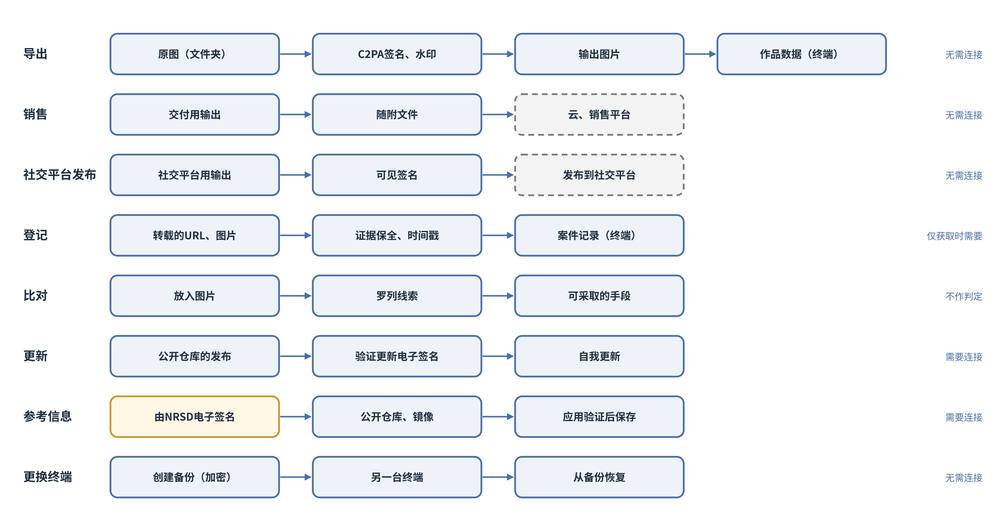 导出
原图（文件夹）
C2PA签名、水印
输出图片
作品数据（终端）
无需连接
销售
交付用输出
随附文件
云、销售平台
无需连接
社交平台发布
社交平台用输出
可见签名
发布到社交平台
无需连接
登记
转载的URL、图片
证据保全、时间戳
案件记录（终端）
仅获取时需要
比对
放入图片
罗列线索
可采取的手段
不作判定
更新
公开仓库的发布
验证更新电子签名
自我更新
需要连接
参考信息
由NRSD电子签名
公开仓库、镜像
应用验证后保存
需要连接
更换终端
创建备份（加密）
另一台终端
从备份恢复
无需连接